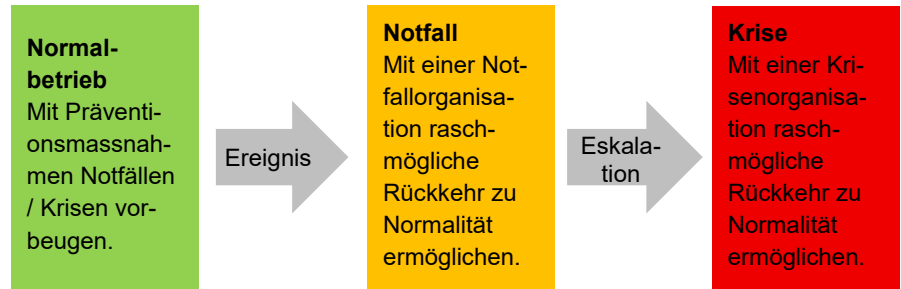 Normal-
betrieb
Mit Präventi-
onsmassnah-
men Notfällen
/ Krisen vor-
beugen.
Ereignis
Notfall
Mit einer Not-
fallorganisa-
tion rasch-
mögliche
Rückkehr zu
Normalität
ermöglichen.
Eskala-
tion
Krise
Mit einer Kri-
senorganisa-
tion rasch-
mögliche
Rückkehr zu
Normalität
ermöglichen.